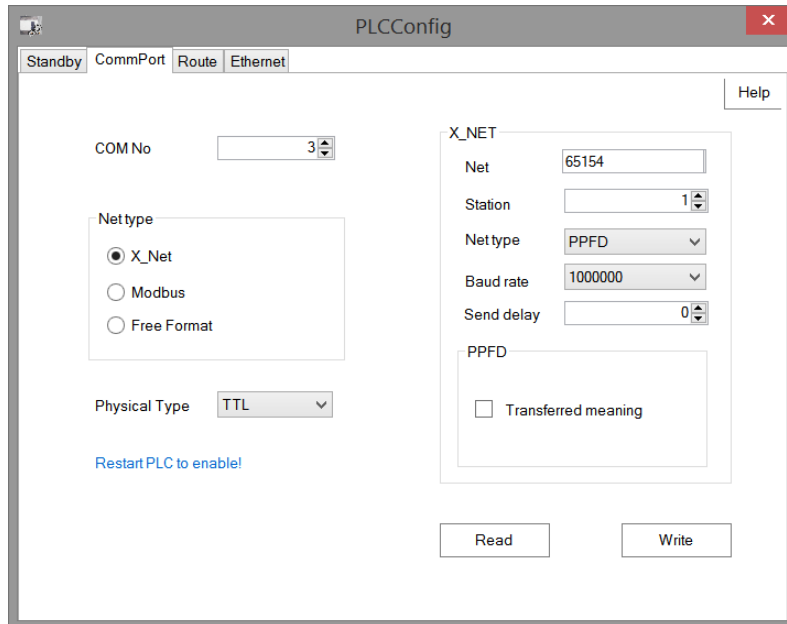 PLCConfig
Standby CommPort Route Ethernet
Help
COM No 3
Net type
X_Net
Modbus
Free Format
Physical Type TTL
Restart PLC to enable!
X_NET
Net 65154
Station 1
Net type PPFD
Baud rate 1000000
Send delay 0
PPFD
Transferred meaning
Read Write